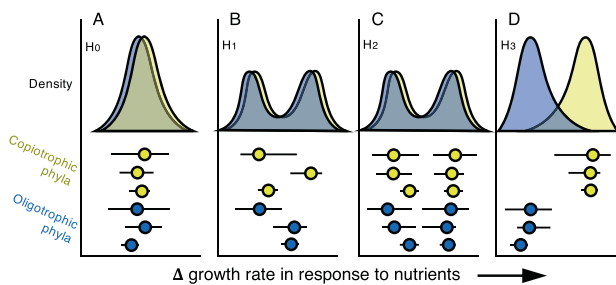 A B C D
H0 H1 H2 H3
Density
Copiotrophic
phyla
Oligotrophic
phyla
Δ growth rate in response to nutrients